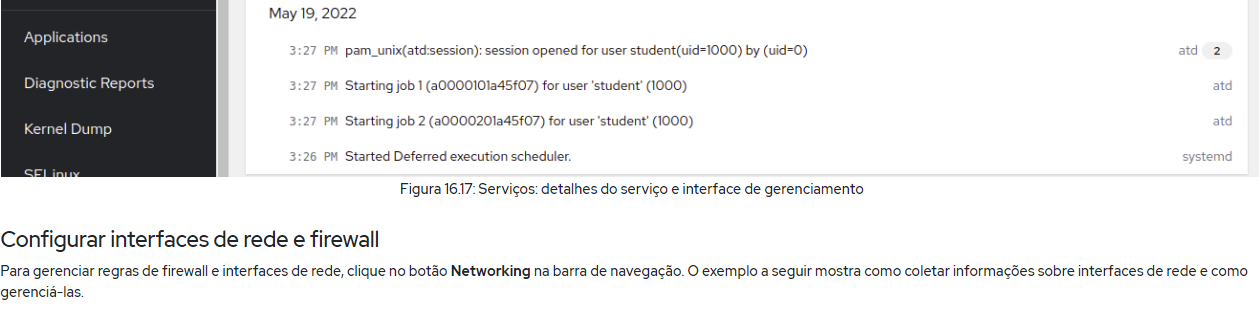 May 19, 2022
Applications
3:27 PM pam_unix(atd:session): session opened for user student(uid=1000) by (uid=0) atd 2
Diagnostic Reports
3:27 PM Starting job 1 (a0000101a45f07) for user 'student' (1000) atd
Kernel Dump
3:27 PM Starting job 2 (a0000201a45f07) for user 'student' (1000) atd
3:26 PM Started Deferred execution scheduler. systemd
SELinux
Figura 16.17: Serviços: detalhes do serviço e interface de gerenciamento
Configurar interfaces de rede e firewall
Para gerenciar regras de firewall e interfaces de rede, clique no botão Networking na barra de navegação. O exemplo a seguir mostra como coletar informações sobre interfaces de rede e como
gerenciá-las.